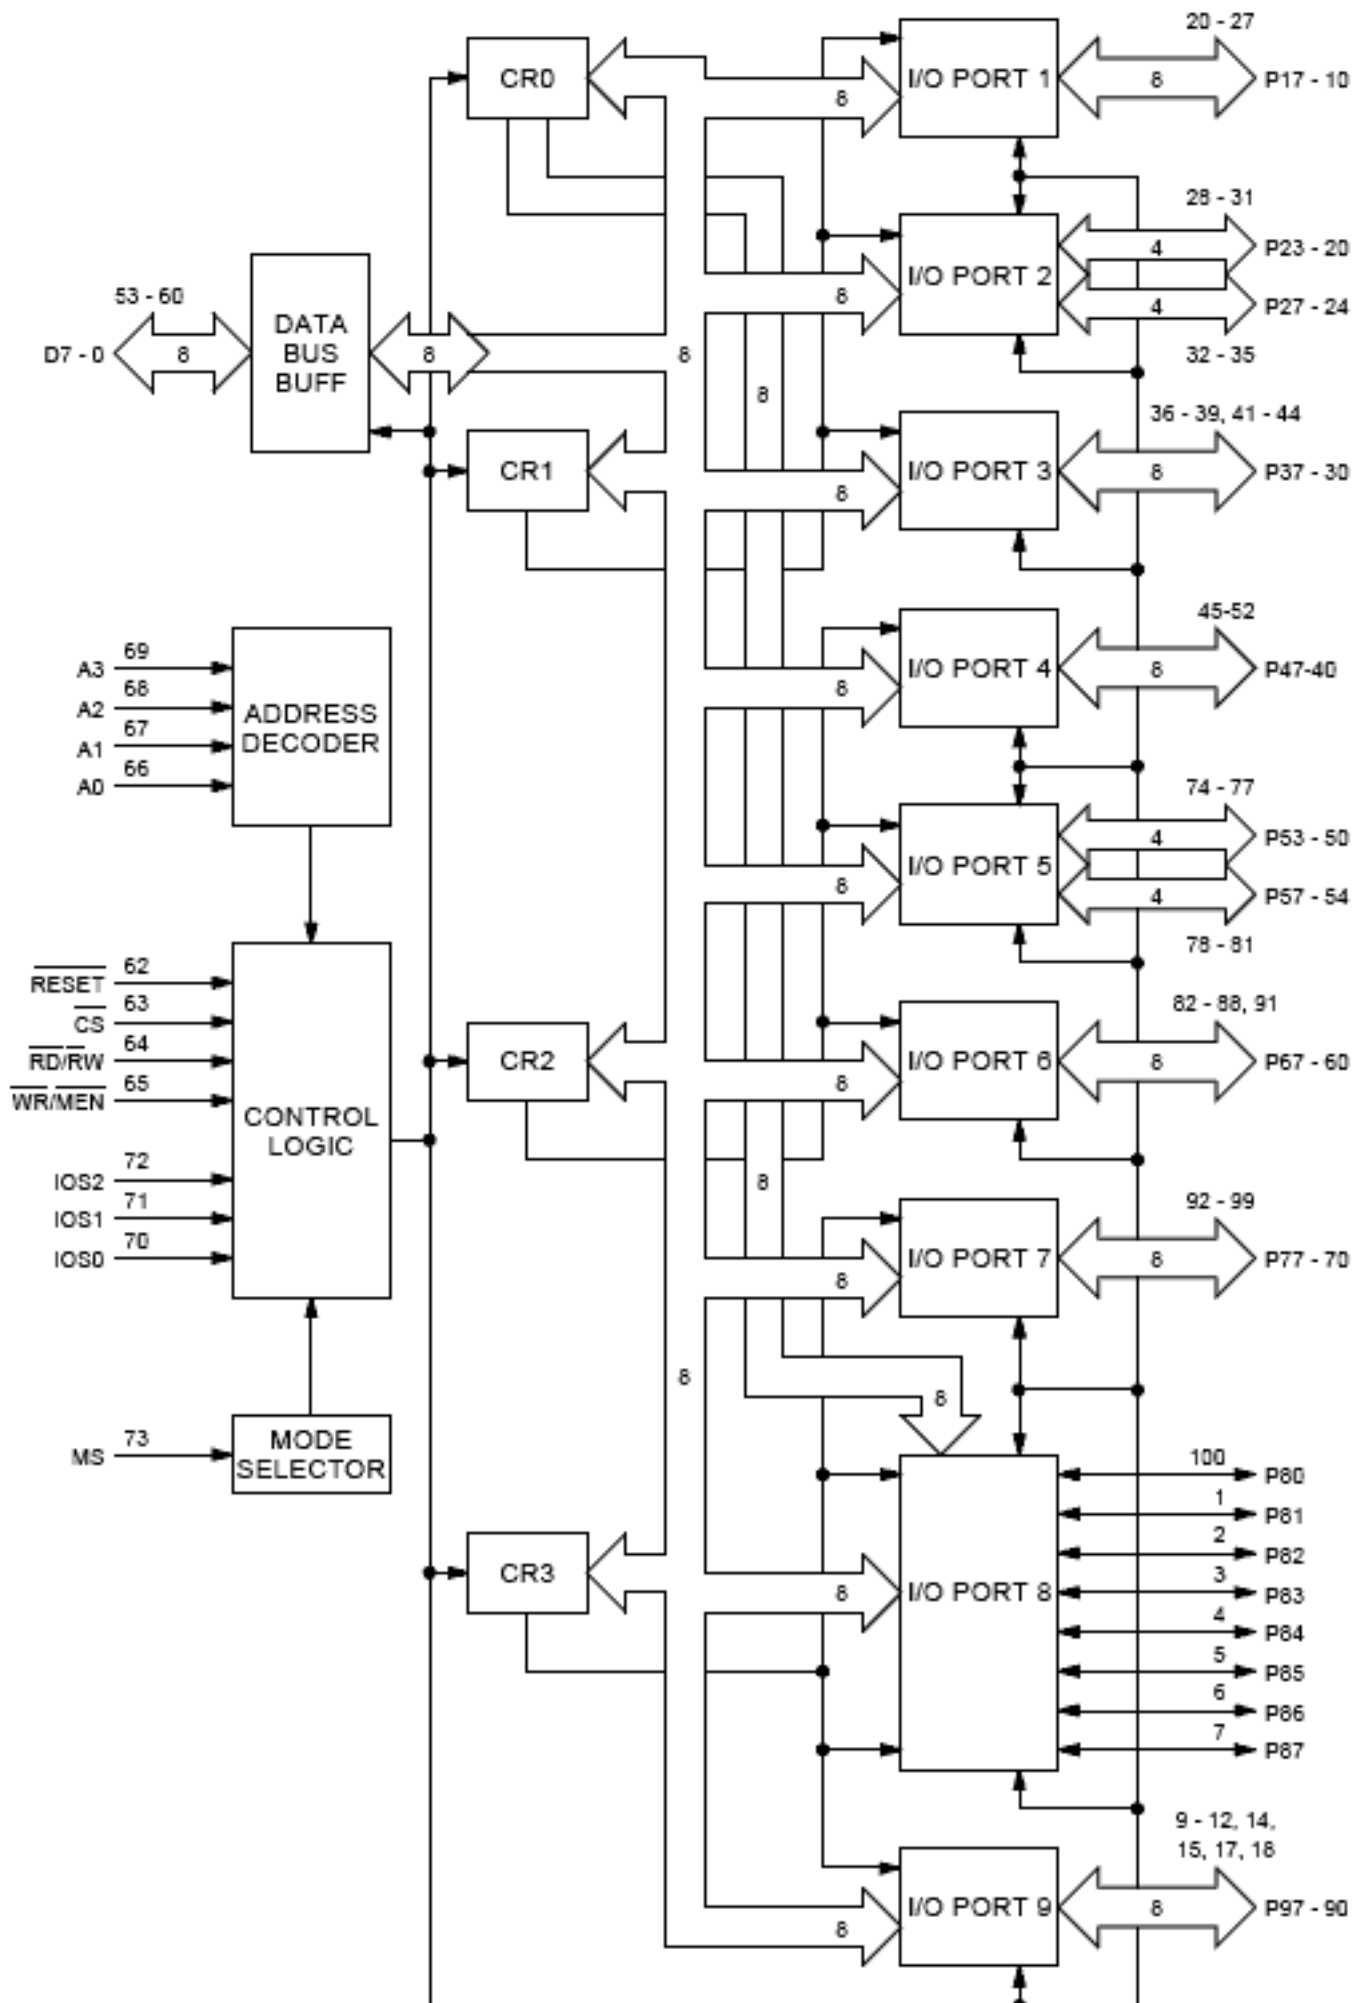 20 - 27
CR0
I/O PORT 1
8
8
P17 - 10
28 - 31
I/O PORT 2
8
4
P23 - 20
4
P27 - 24
32 - 35
53 - 60
D7 - 0
8
DATA
BUS
BUFF
8
8
8
36 - 39, 41 - 44
CR1
I/O PORT 3
8
8
P37 - 30
45-52
I/O PORT 4
8
8
P47-40
A3
69
A2
68
A1
67
A0
66
ADDRESS
DECODER
74 - 77
I/O PORT 5
8
4
P53 - 50
4
P57 - 54
78 - 81
RESET
62
CS
63
RD/RW
64
WR/MEN
65
IOS2
72
IOS1
71
IOS0
70
CONTROL
LOGIC
82 - 88, 91
CR2
I/O PORT 6
8
8
P67 - 60
8
92 - 99
I/O PORT 7
8
8
P77 - 70
8
8
MS
73
MODE
SELECTOR
CR3
I/O PORT 8
8
100
P80
1
P81
2
P82
3
P83
4
P84
5
P85
6
P86
7
P87
9 - 12, 14,
15, 17, 18
I/O PORT 9
8
8
P97 - 90